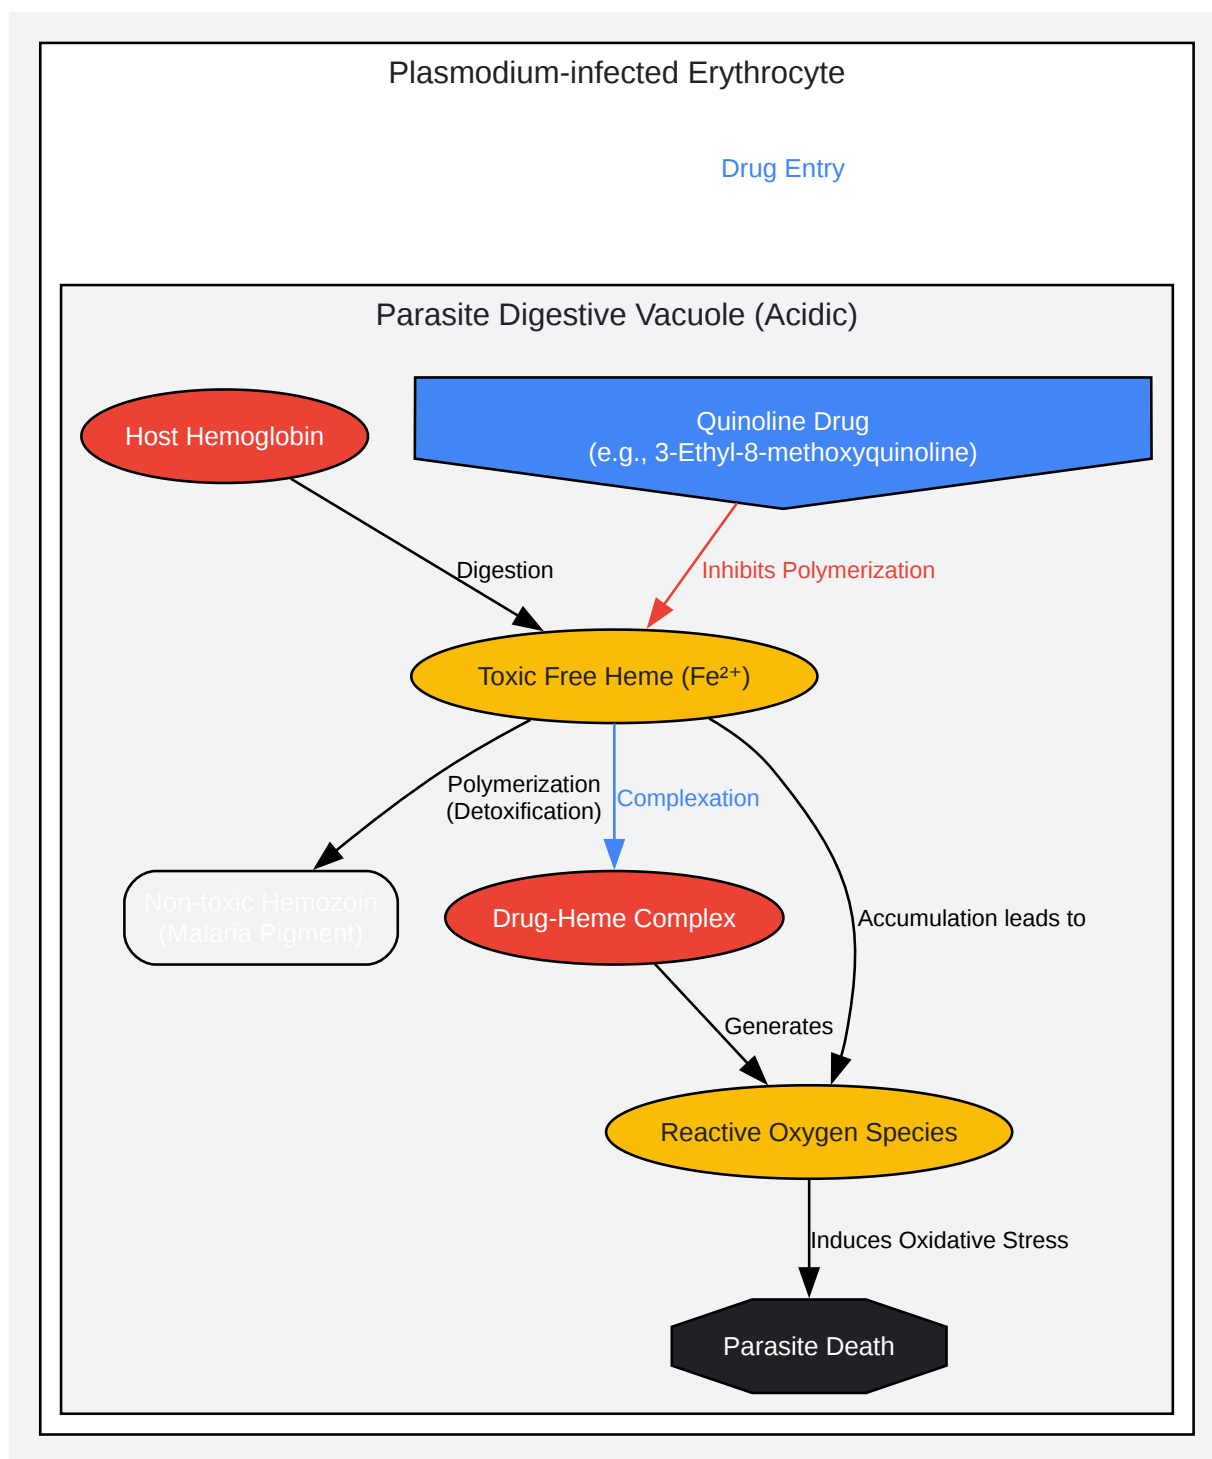 Plasmodium-infected Erythrocyte
Drug Entry
Parasite Digestive Vacuole (Acidic)
Host Hemoglobin
Quinoline Drug
(e.g., 3-Ethyl-8-methoxyquinoline)
Digestion
Inhibits Polymerization
Toxic Free Heme (Fe²⁺)
Polymerization
(Detoxification)
Complexation
Non-toxic Hemozoin
(Malaria Pigment)
Drug-Heme Complex
Accumulation leads to
Generates
Reactive Oxygen Species
Induces Oxidative Stress
Parasite Death